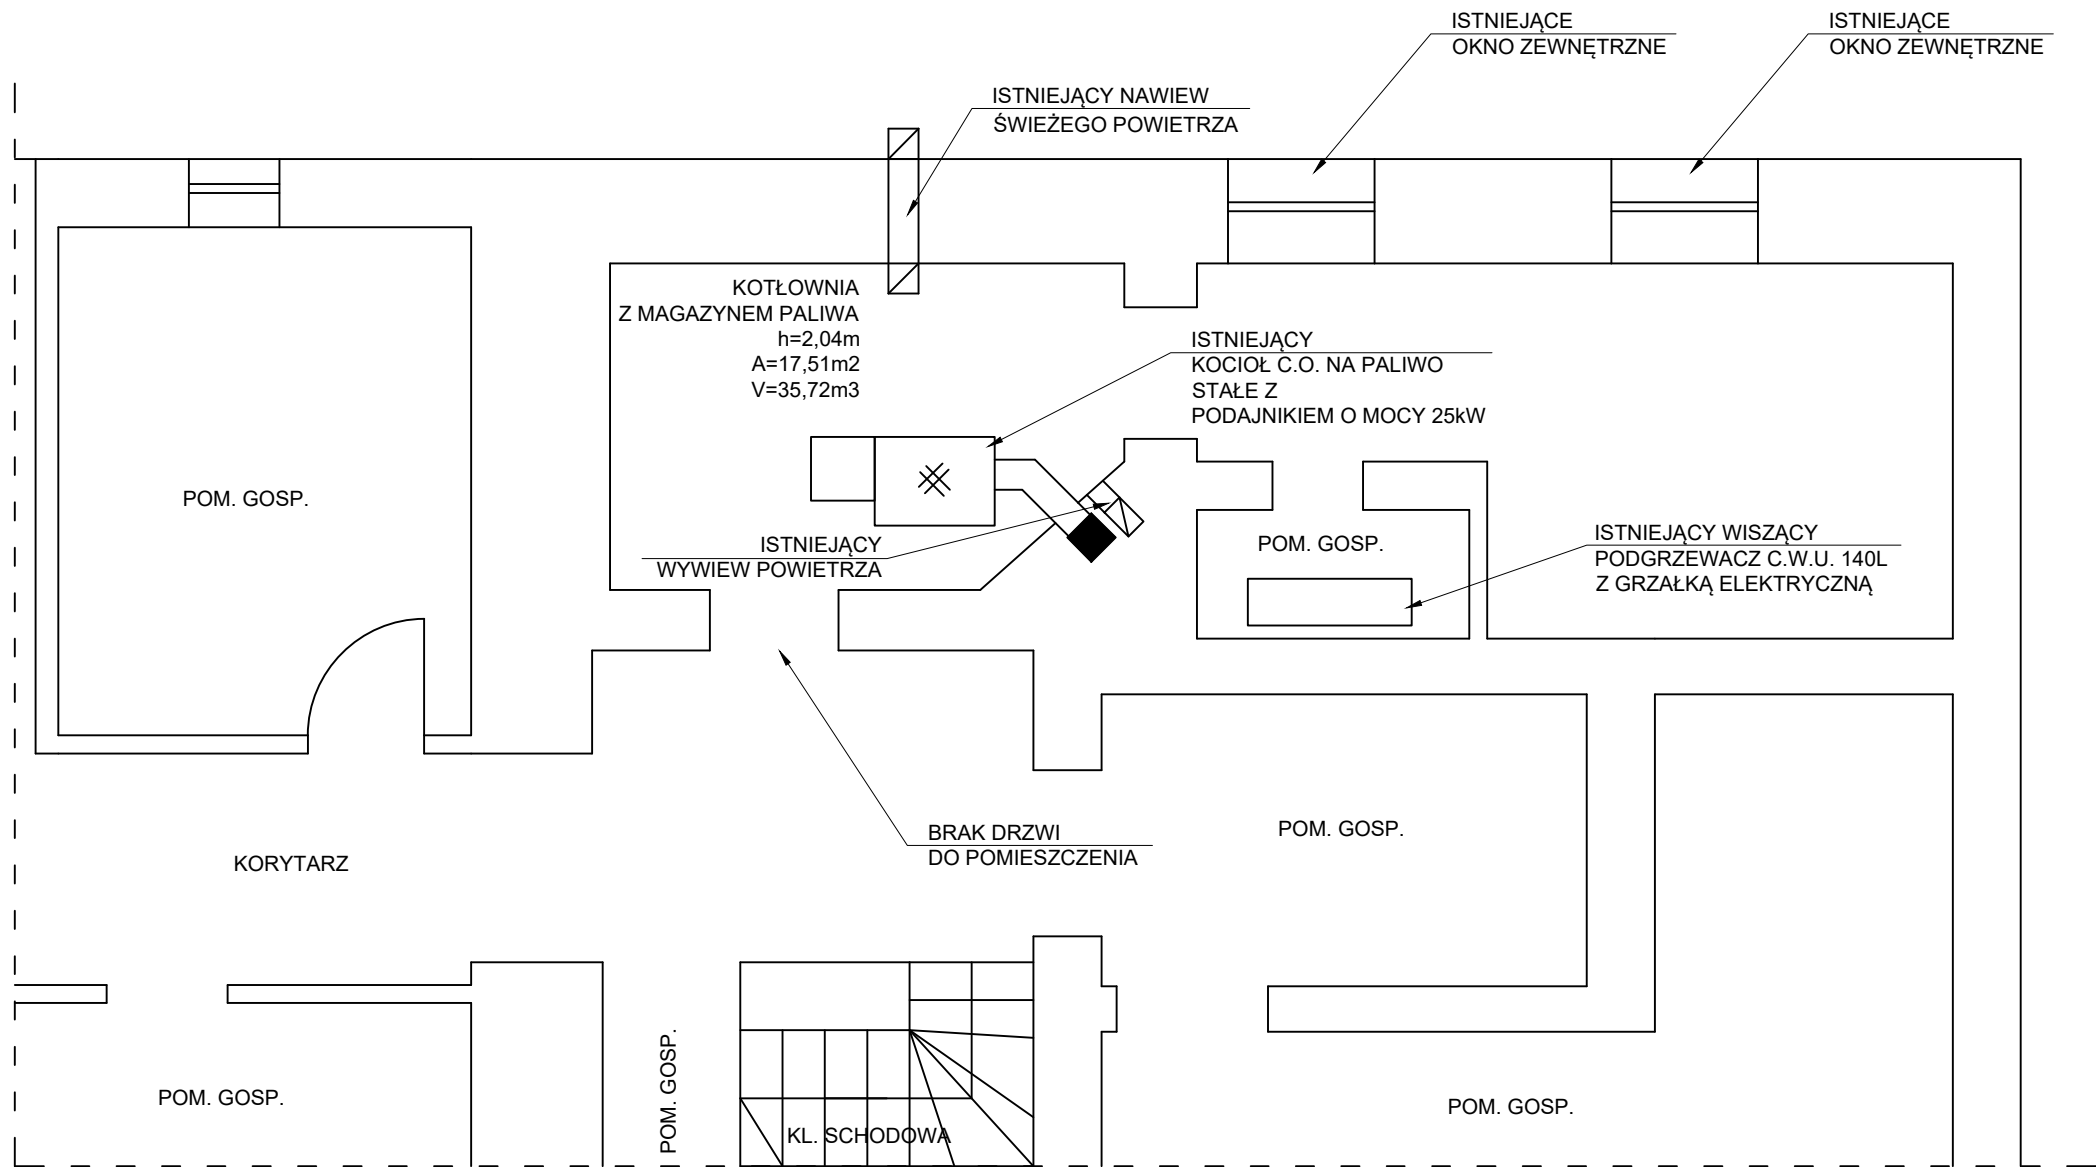 ISTNIEJĄCE
OKNO ZEWNĘTRZNE
ISTNIEJĄCE
OKNO ZEWNĘTRZNE
ISTNIEJĄCY NAWIEW
ŚWIEŻEGO POWIETRZA
KOTŁOWNIA
Z MAGAZYNEM PALIWA
h=2,04m
A=17,51m2
V=35,72m3
ISTNIEJĄCY
KOCIOŁ C.O. NA PALIWO
STAŁE Z
PODAJNIKIEM O MOCY 25kW
POM. GOSP.
ISTNIEJĄCY
WYWIEW POWIETRZA
POM. GOSP.
ISTNIEJĄCY WISZĄCY
PODGRZEWACZ C.W.U. 140L
Z GRZAŁKĄ ELEKTRYCZNĄ
BRAK DRZWI
DO POMIESZCZENIA
POM. GOSP.
KORYTARZ
POM. GOSP.
POM. GOSP.
KL. SCHODOWA
POM. GOSP.